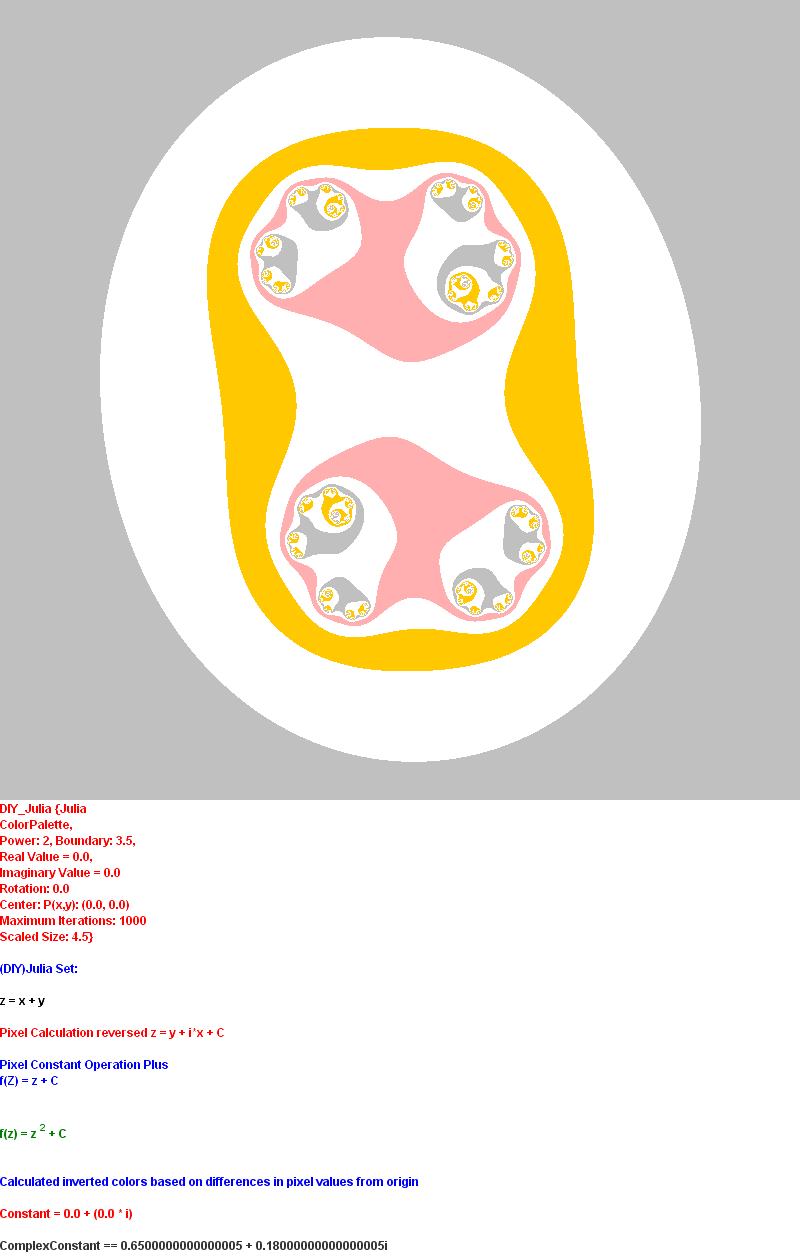 DIY_Julia {Julia
ColorPalette,
Power: 2, Boundary: 3.5,
Real Value = 0.0,
Imaginary Value = 0.0
Rotation: 0.0
Center: P(x,y): (0.0, 0.0)
Maximum Iterations: 1000
Scaled Size: 4.5}
(DIY)Julia Set:
z = x + y
Pixel Calculation reversed z = y + i*x + C
Pixel Constant Operation Plus
f(Z) = z + C
f(z) = z 2 + C
Calculated inverted colors based on differences in pixel values from origin
Constant = 0.0 + (0.0 * i)
ComplexConstant == 0.6500000000000005 + 0.18000000000000005i